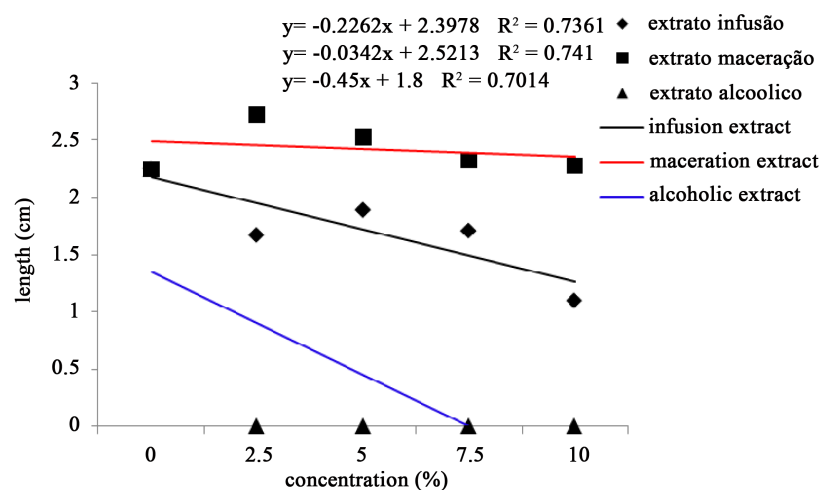 y= -0.2262x + 2.3978 R² = 0.7361
y= -0.0342x + 2.5213 R² = 0.741
y= -0.45x + 1.8 R² = 0.7014
extrato infusão
extrato maceração
extrato alcoolico
infusion extract
maceration extract
alcoholic extract
length (cm)
3
2.5
2
1.5
1
0.5
0
0 2.5 5 7.5 10
concentration (%)